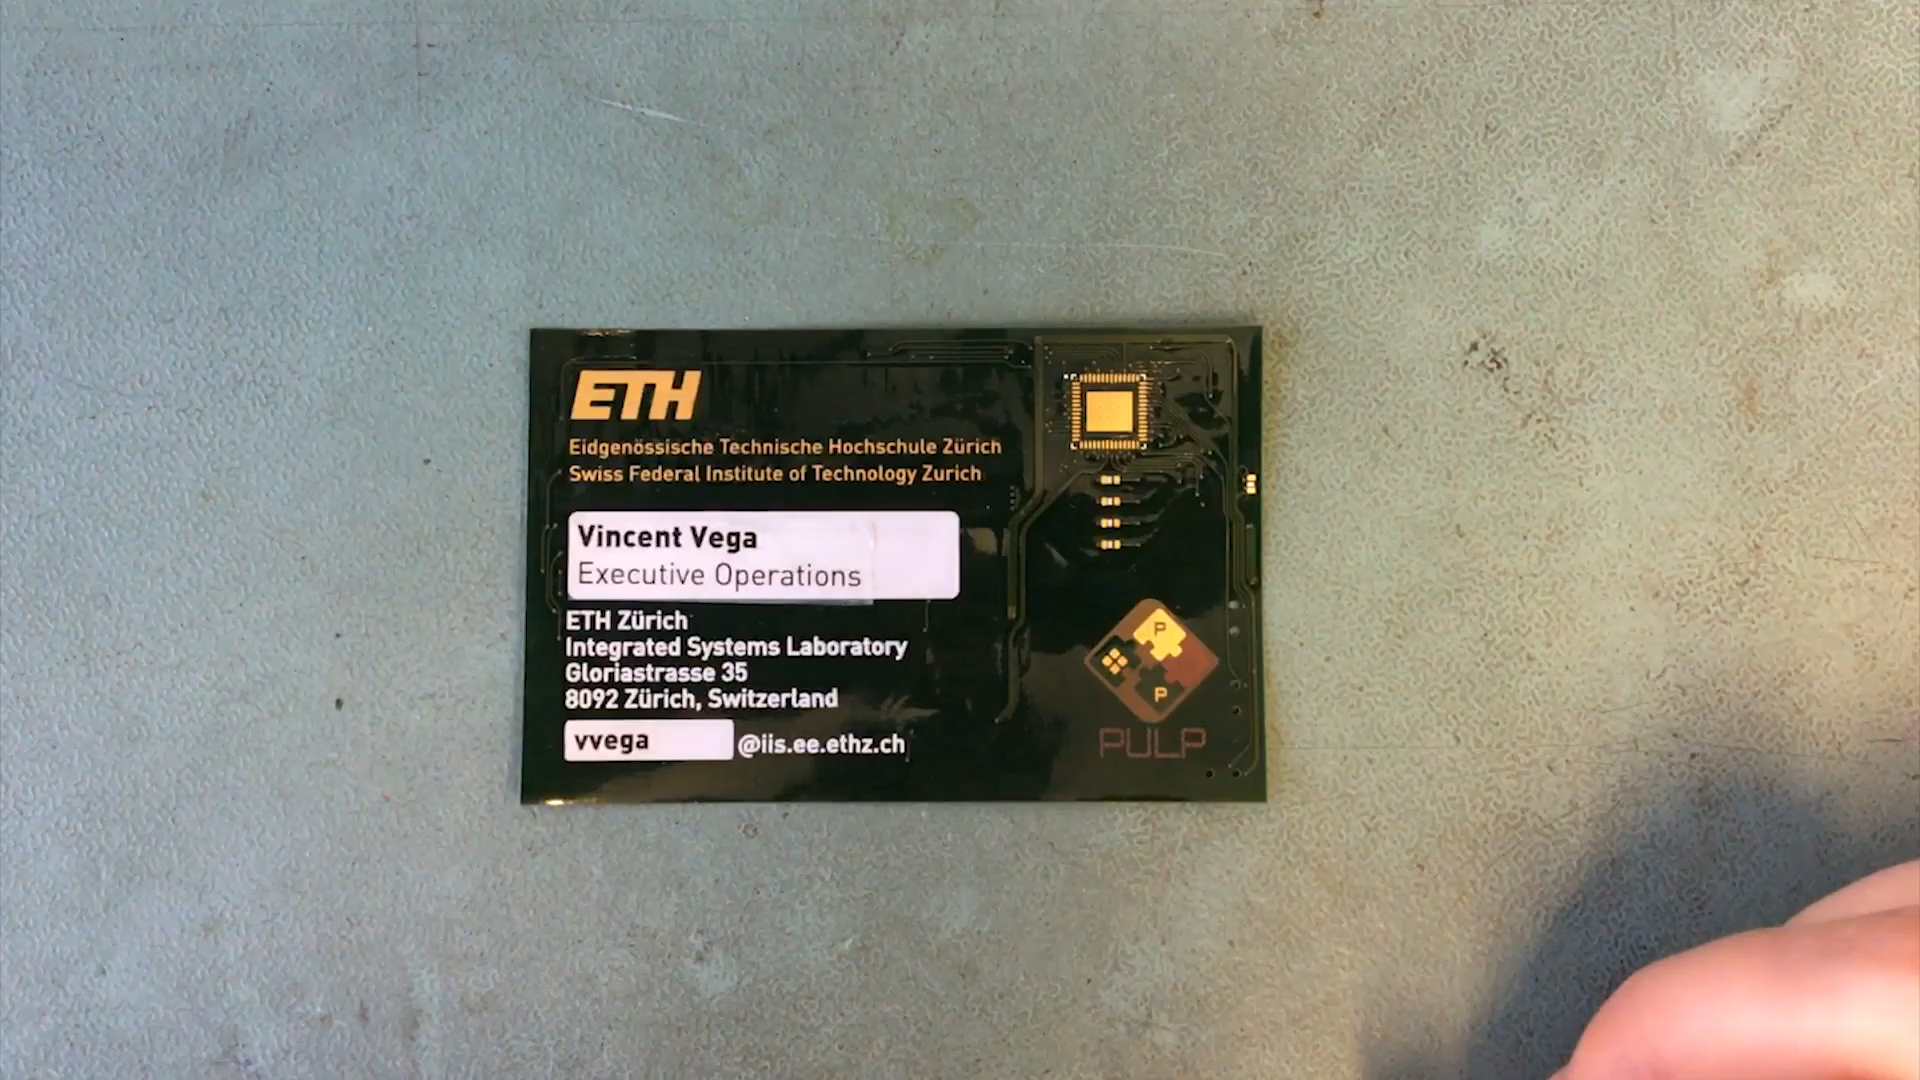 ETH
Eidgenössische Technische Hochschule Zürich
Swiss Federal Institute of Technology Zurich
Vincent Vega
Executive Operations
ETH Zürich
Integrated Systems Laboratory
Gloriastrasse 35
8092 Zürich, Switzerland
vvega @iis.ee.ethz.ch
P
P
PULP